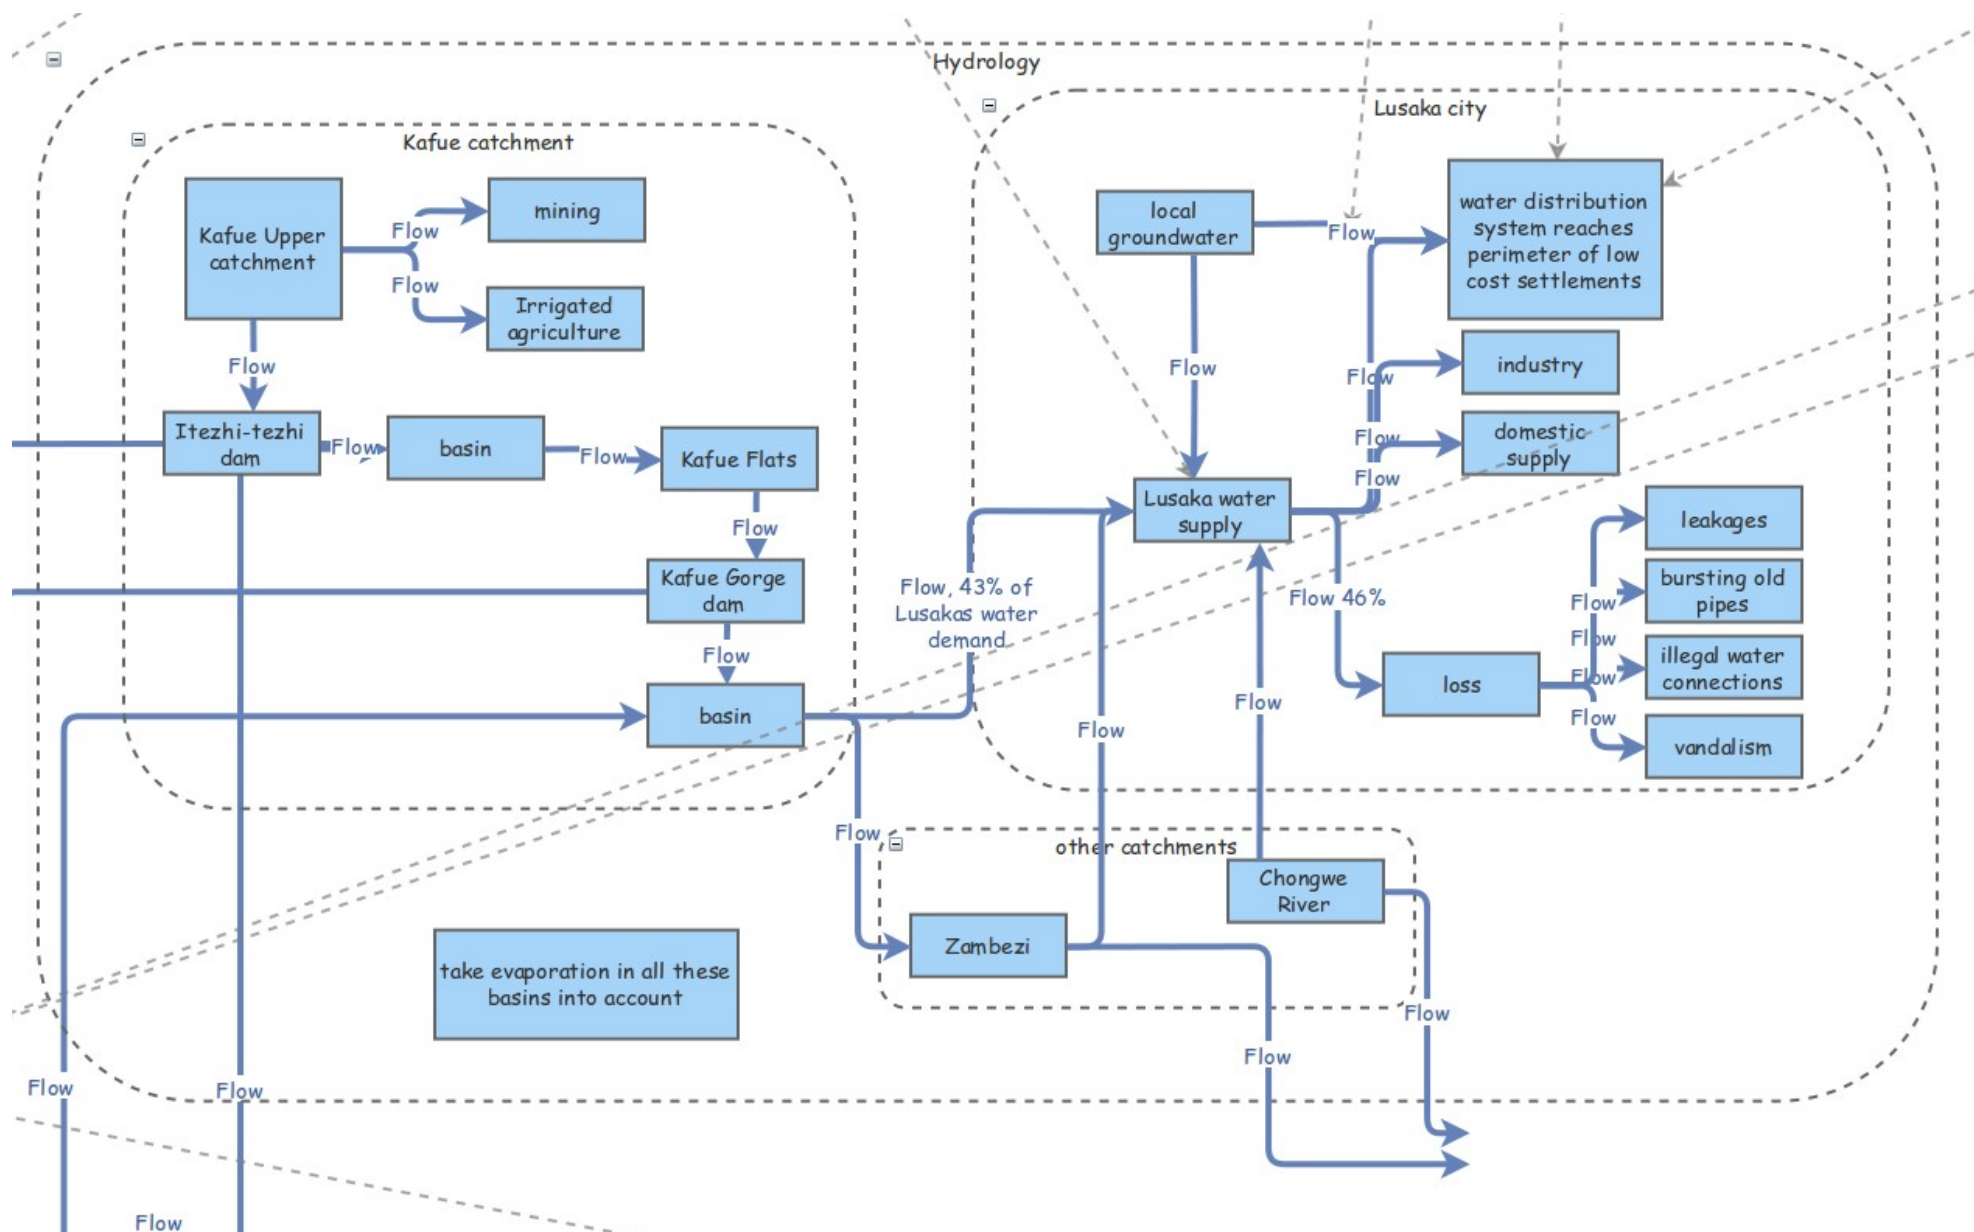 Hydrology
Kafue catchment
Kafue Upper
catchment
Flow
mining
Flow
Irrigated
agriculture
Flow
Itezhi-tezhi
dam
Flow
basin
Flow
Kafue Flats
Flow
Kafue Gorge
dam
Flow
basin
Flow, 43% of
Lusakas water
demand
Flow
take evaporation in all these
basins into account
Flow
Flow
Flow
Lusaka city
local
groundwater
Flow
water distribution
system reaches
perimeter of low
cost settlements
Flow
Flow
industry
Flow
domestic
supply
Flow
Lusaka water
supply
Flow 46%
loss
Flow
leakages
Flow
bursting old
pipes
Flow
illegal water
connections
Flow
vandalism
Flow
Flow
other catchments
Chongwe
River
Zambezi
Flow
Flow